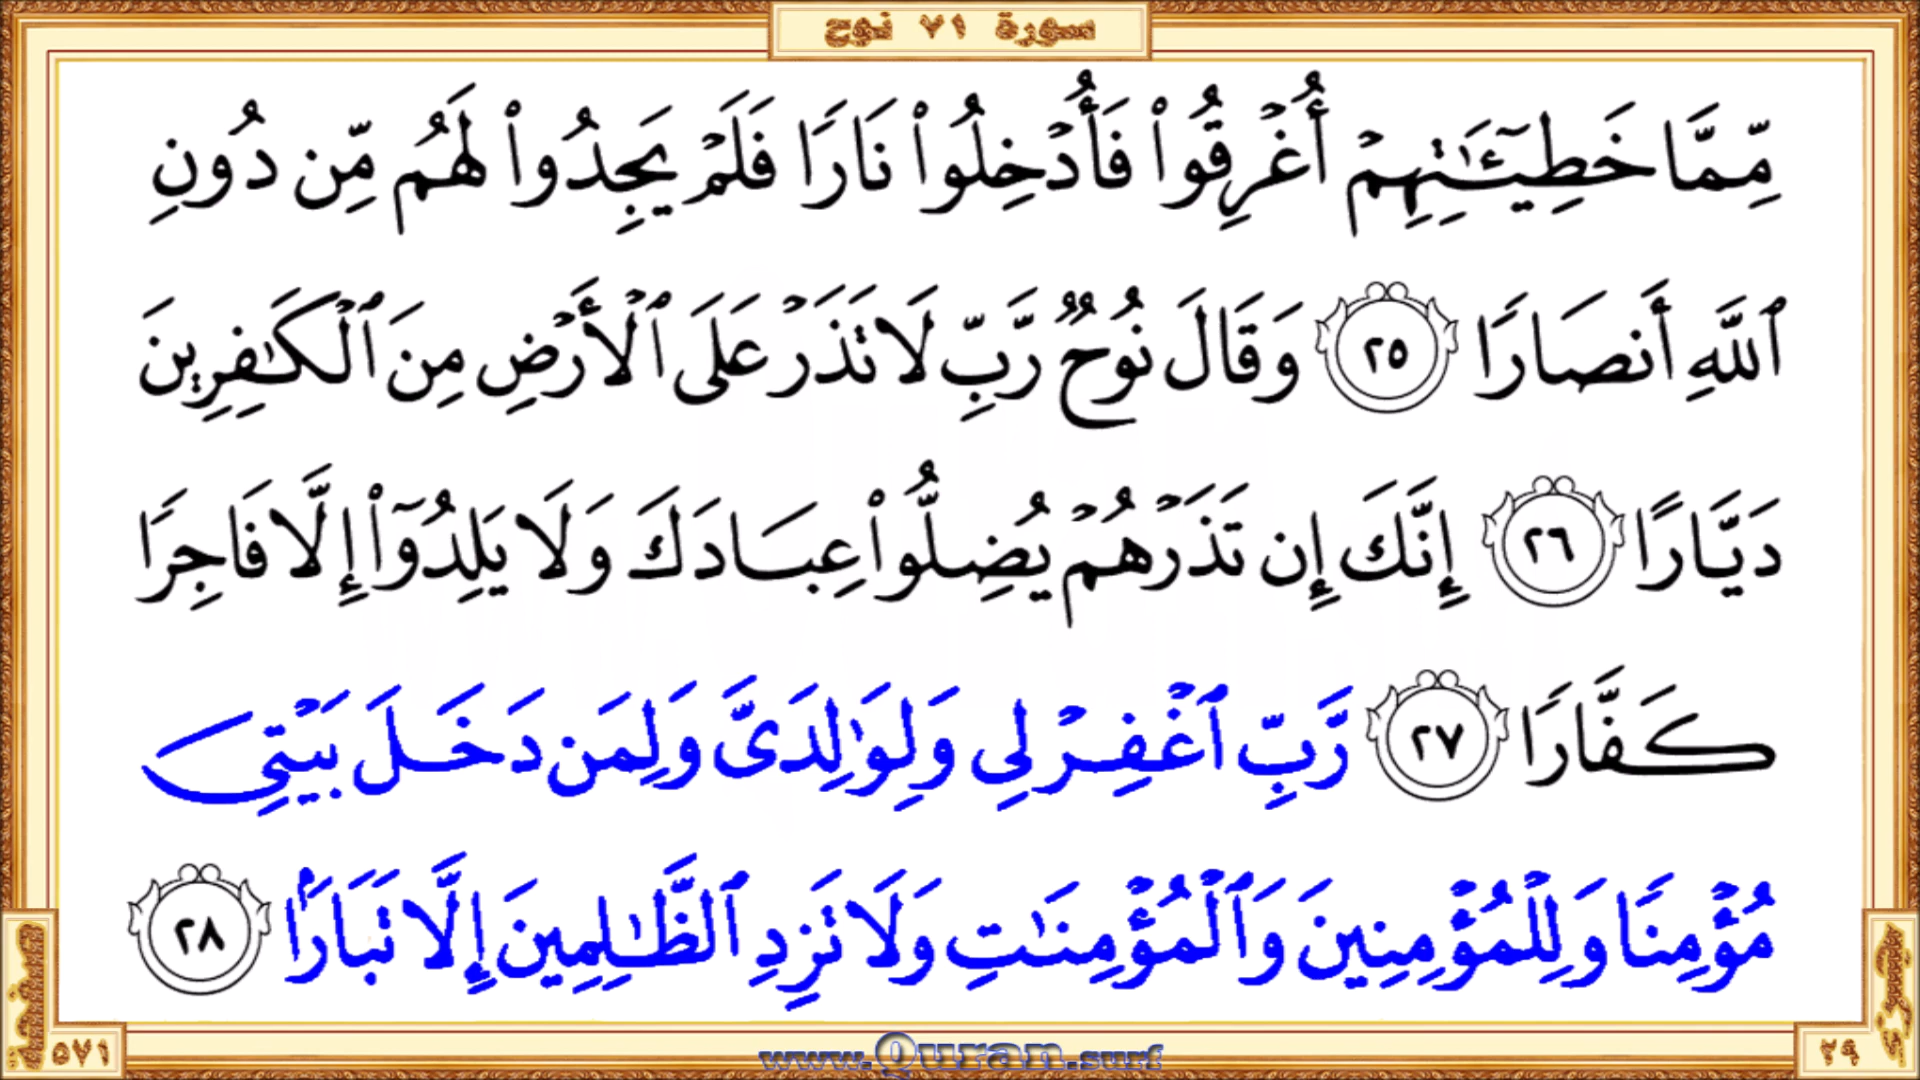 سورة ٧١ نوح
مِّمَّا خَطِيٓـَٰٔتِهِمۡ أُغۡرِقُواْ فَأُدۡخِلُواْ نَارٗا فَلَمۡ يَجِدُواْ لَهُم مِّن دُونِ
ٱللَّهِ أَنصَارٗا ٢٥ وَقَالَ نُوحٞ رَّبِّ لَا تَذَرۡ عَلَى ٱلۡأَرۡضِ مِنَ ٱلۡكَٰفِرِينَ
دَيَّارًا ٢٦ إِنَّكَ إِن تَذَرۡهُمۡ يُضِلُّواْ عِبَادَكَ وَلَا يَلِدُوٓاْ إِلَّا فَاجِرٗا
كَفَّارٗا ٢٧ رَّبِّ ٱغۡفِرۡ لِي وَلِوَٰلِدَيَّ وَلِمَن دَخَلَ بَيۡتِيَ
مُؤۡمِنٗا وَلِلۡمُؤۡمِنِينَ وَٱلۡمُؤۡمِنَٰتِ وَلَا تَزِدِ ٱلظَّٰلِمِينَ إِلَّا تَبَارَۢا ٢٨
الصفحة
٥٧١
٢٩
www.Quran.surf